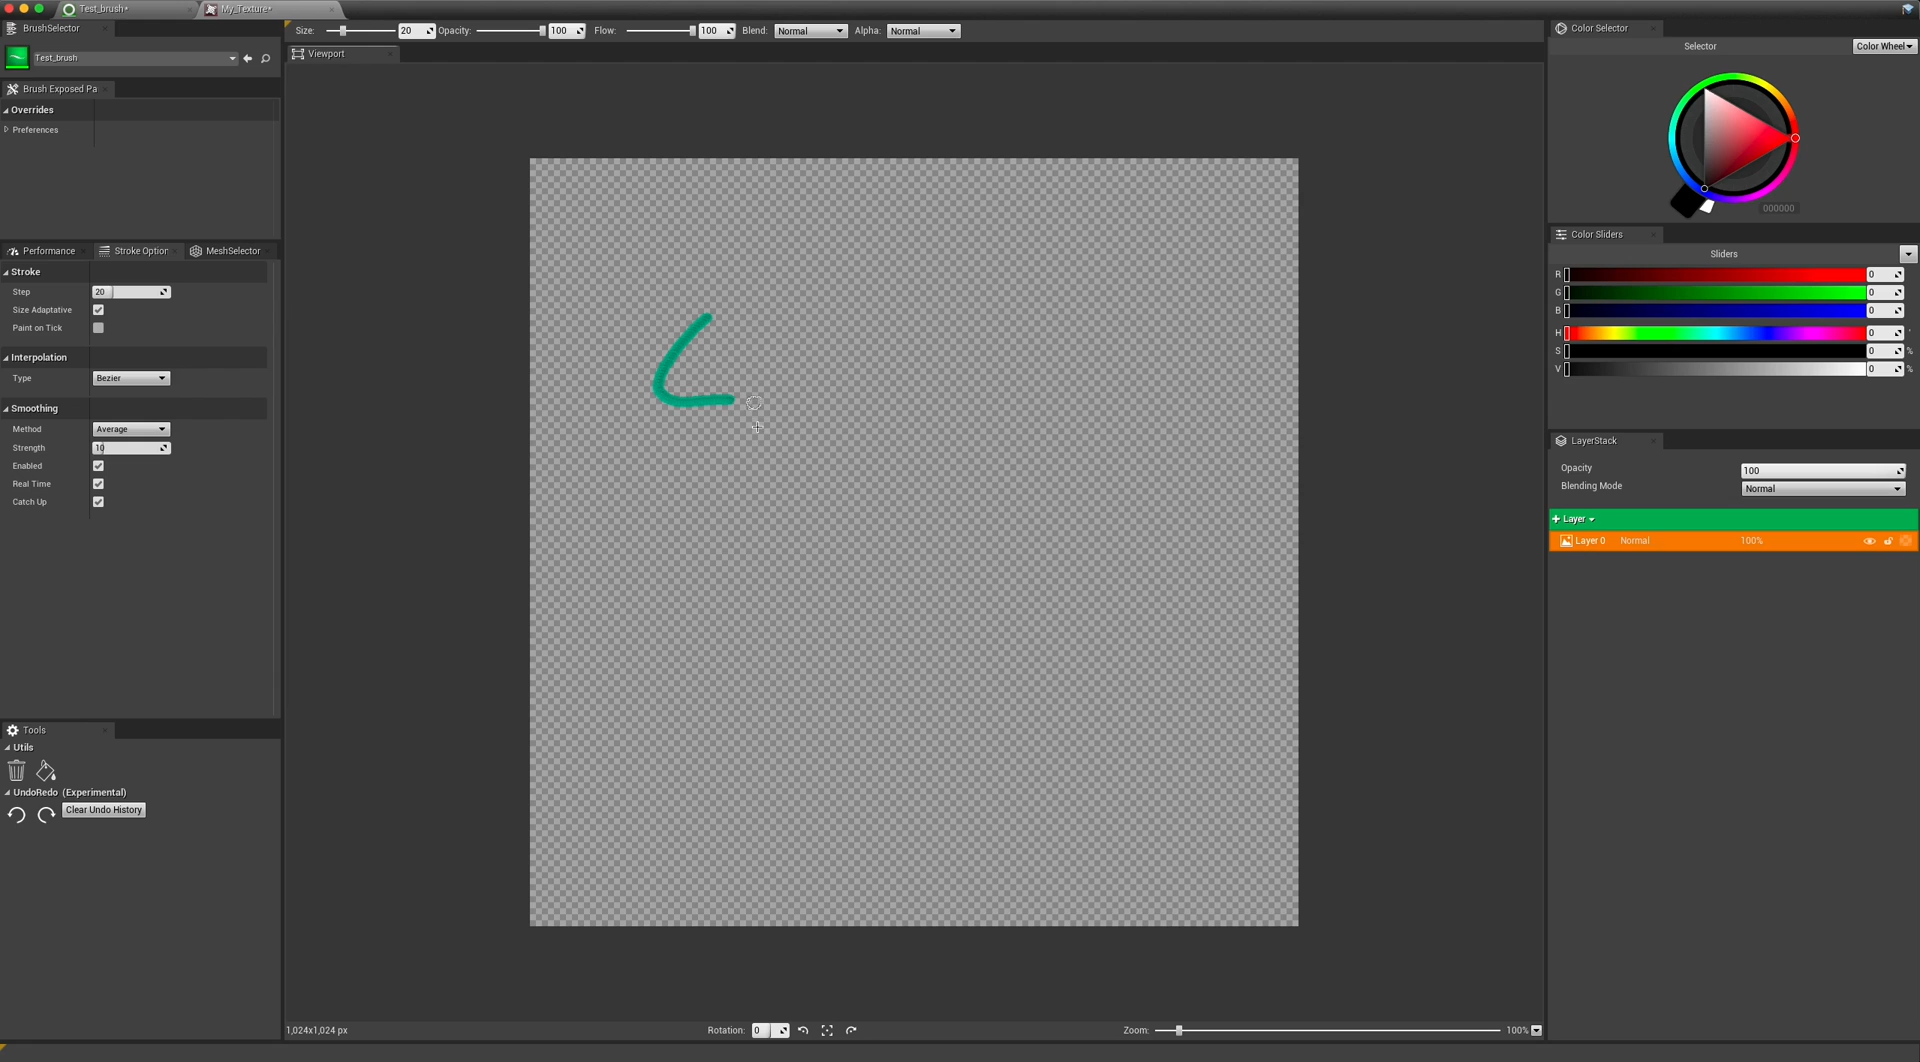 Test_brush*
My_Texture*
BrushSelector
Size: 20 Opacity: 100 Flow: 100 Blend: Normal Alpha: Normal
Color Selector
Test_brush
Viewport
Selector
Color Wheel
Brush Exposed Pa
Overrides
Preferences
000000
Performance
Stroke Option
MeshSelector
Color Sliders
Stroke
Sliders
Step 20
Size Adaptative
Paint on Tick
R 0
G 0
B 0
H 0 °
S 0 %
V 0 %
Interpolation
Type Bezier
Smoothing
Method Average
Strength 10
Enabled
Real Time
Catch Up
LayerStack
Opacity 100
Blending Mode Normal
+ Layer
Layer 0 Normal 100%
Tools
Utils
UndoRedo (Experimental)
Clear Undo History
1,024x1,024 px
Rotation: 0
Zoom: 100%